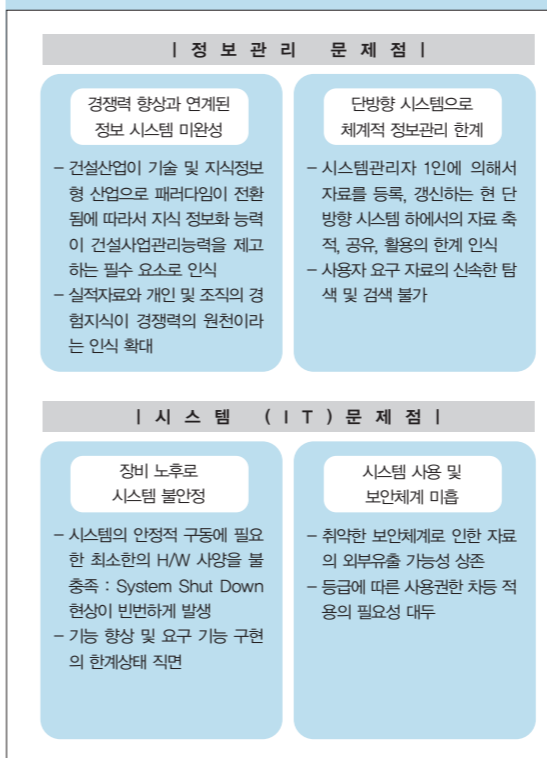 | 정 보 관 리 문 제 점 |
경쟁력 향상과 연계된
정보 시스템 미완성
– 건설산업이 기술 및 지식정보
형 산업으로 패러다임이 전환
됨에 따라서 지식 정보화 능력
이 건설사업관리능력을 제고
하는 필수 요소로 인식
– 실적자료와 개인 및 조직의 경
험지식이 경쟁력의 원천이라
는 인식 확대
단방향 시스템으로
체계적 정보관리 한계
– 시스템관리자 1인에 의해서
자료를 등록, 갱신하는 현 단
방향 시스템 하에서의 자료 축
적, 공유, 활용의 한계 인식
– 사용자 요구 자료의 신속한 탐
색 및 검색 불가
| 시 스 템 ( I T ) 문 제 점 |
장비 노후로
시스템 불안정
– 시스템의 안정적 구동에 필요
한 최소한의 H/W 사양을 불
충족 : System Shut Down
현상이 빈번하게 발생
– 기능 향상 및 요구 기능 구현
의 한계상태 직면
시스템 사용 및
보안체계 미흡
– 취약한 보안체계로 인한 자료
의 외부유출 가능성 상존
– 등급에 따른 사용권한 차등 적
용의 필요성 대두